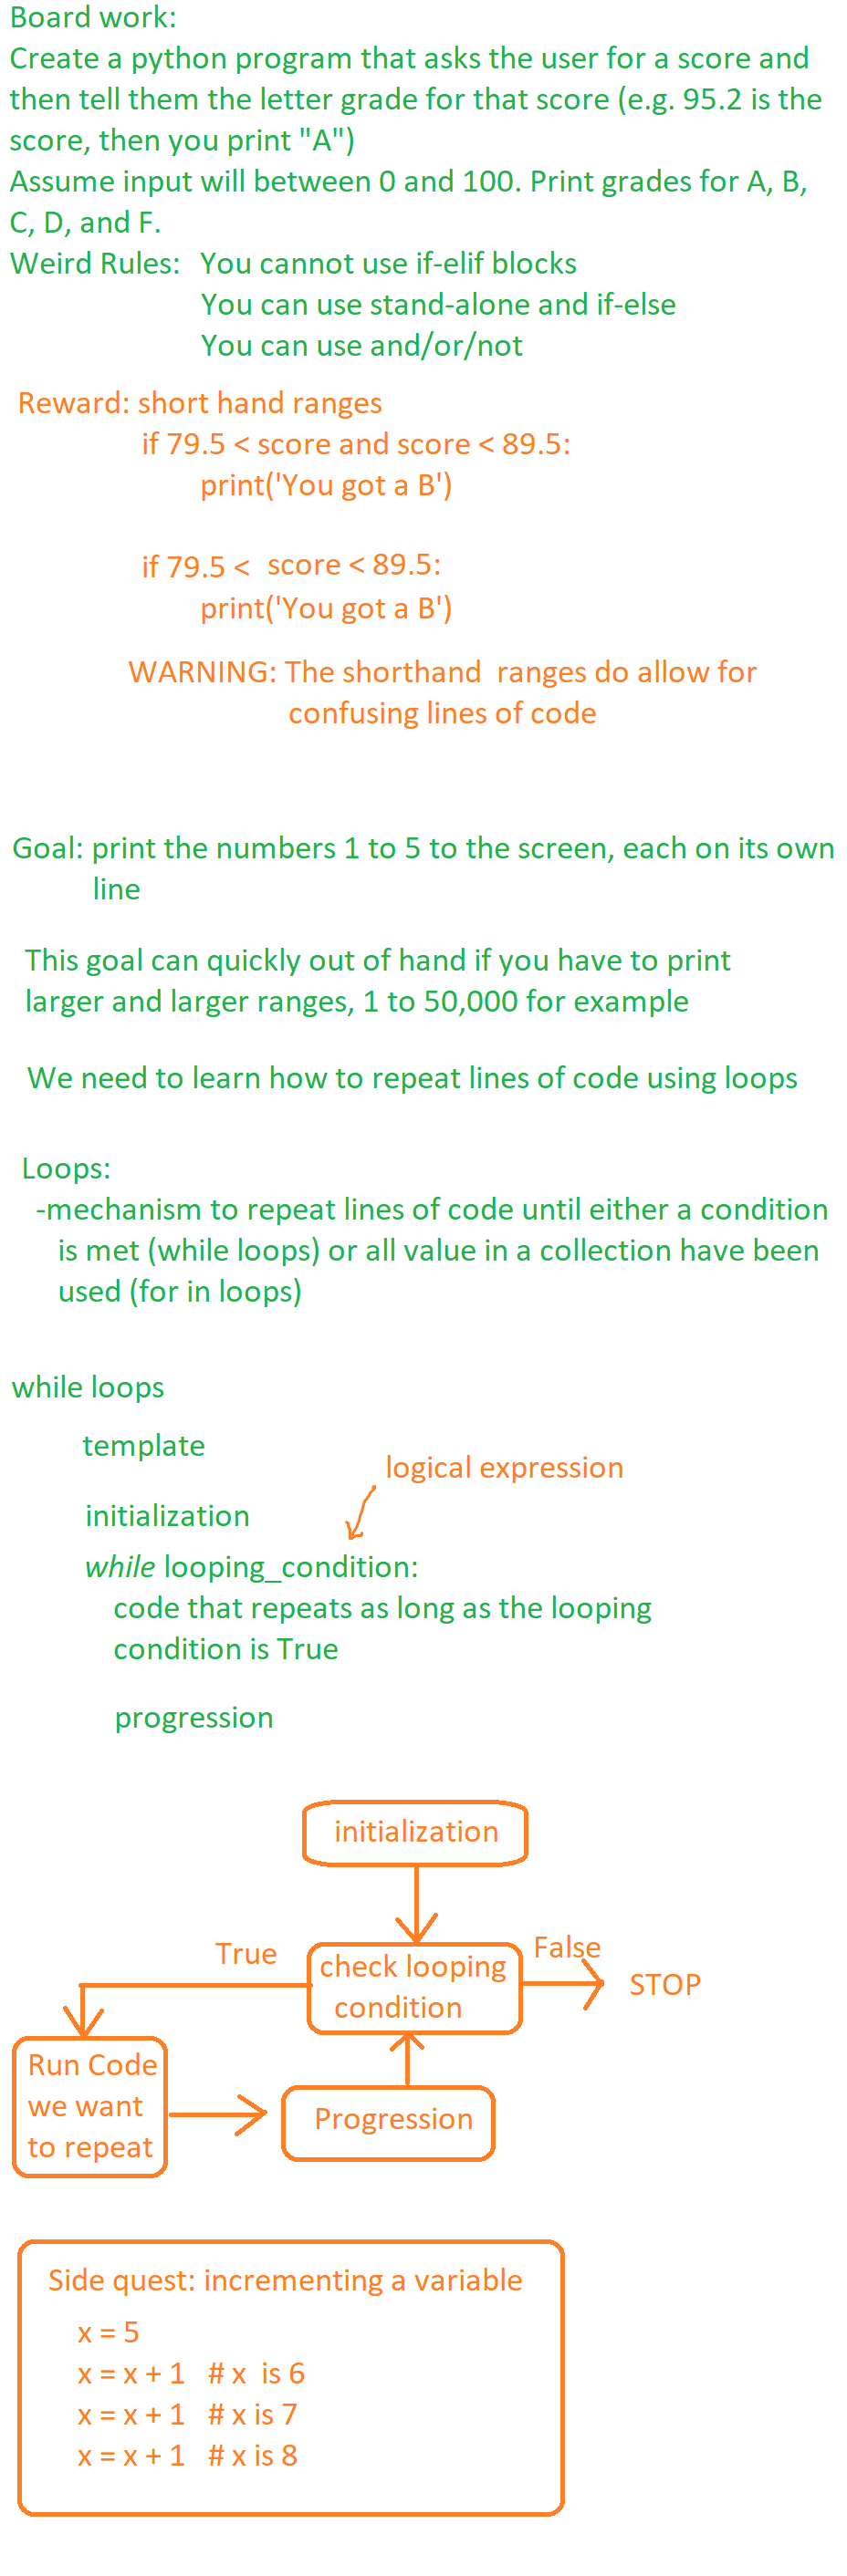 Board work:
Create a python program that asks the user for a score and
then tell them the letter grade for that score (e.g. 95.2 is the
score, then you print "A")
Assume input will between 0 and 100. Print grades for A, B,
C, D, and F.
Weird Rules: You cannot use if-elif blocks
You can use stand-alone and if-else
You can use and/or/not
Reward: short hand ranges
if 79.5 < score and score < 89.5:
print('You got a B')
if 79.5 < score < 89.5:
print('You got a B')
WARNING: The shorthand ranges do allow for
confusing lines of code
Goal: print the numbers 1 to 5 to the screen, each on its own
line
This goal can quickly out of hand if you have to print
larger and larger ranges, 1 to 50,000 for example
We need to learn how to repeat lines of code using loops
Loops:
-mechanism to repeat lines of code until either a condition
is met (while loops) or all value in a collection have been
used (for in loops)
while loops
template
logical expression
initialization
while looping_condition:
code that repeats as long as the looping
condition is True
progression
initialization
True
False
check looping
condition
STOP
Run Code
we want
to repeat
Progression
Side quest: incrementing a variable
x = 5
x = x + 1 # x is 6
x = x + 1 # x is 7
x = x + 1 # x is 8